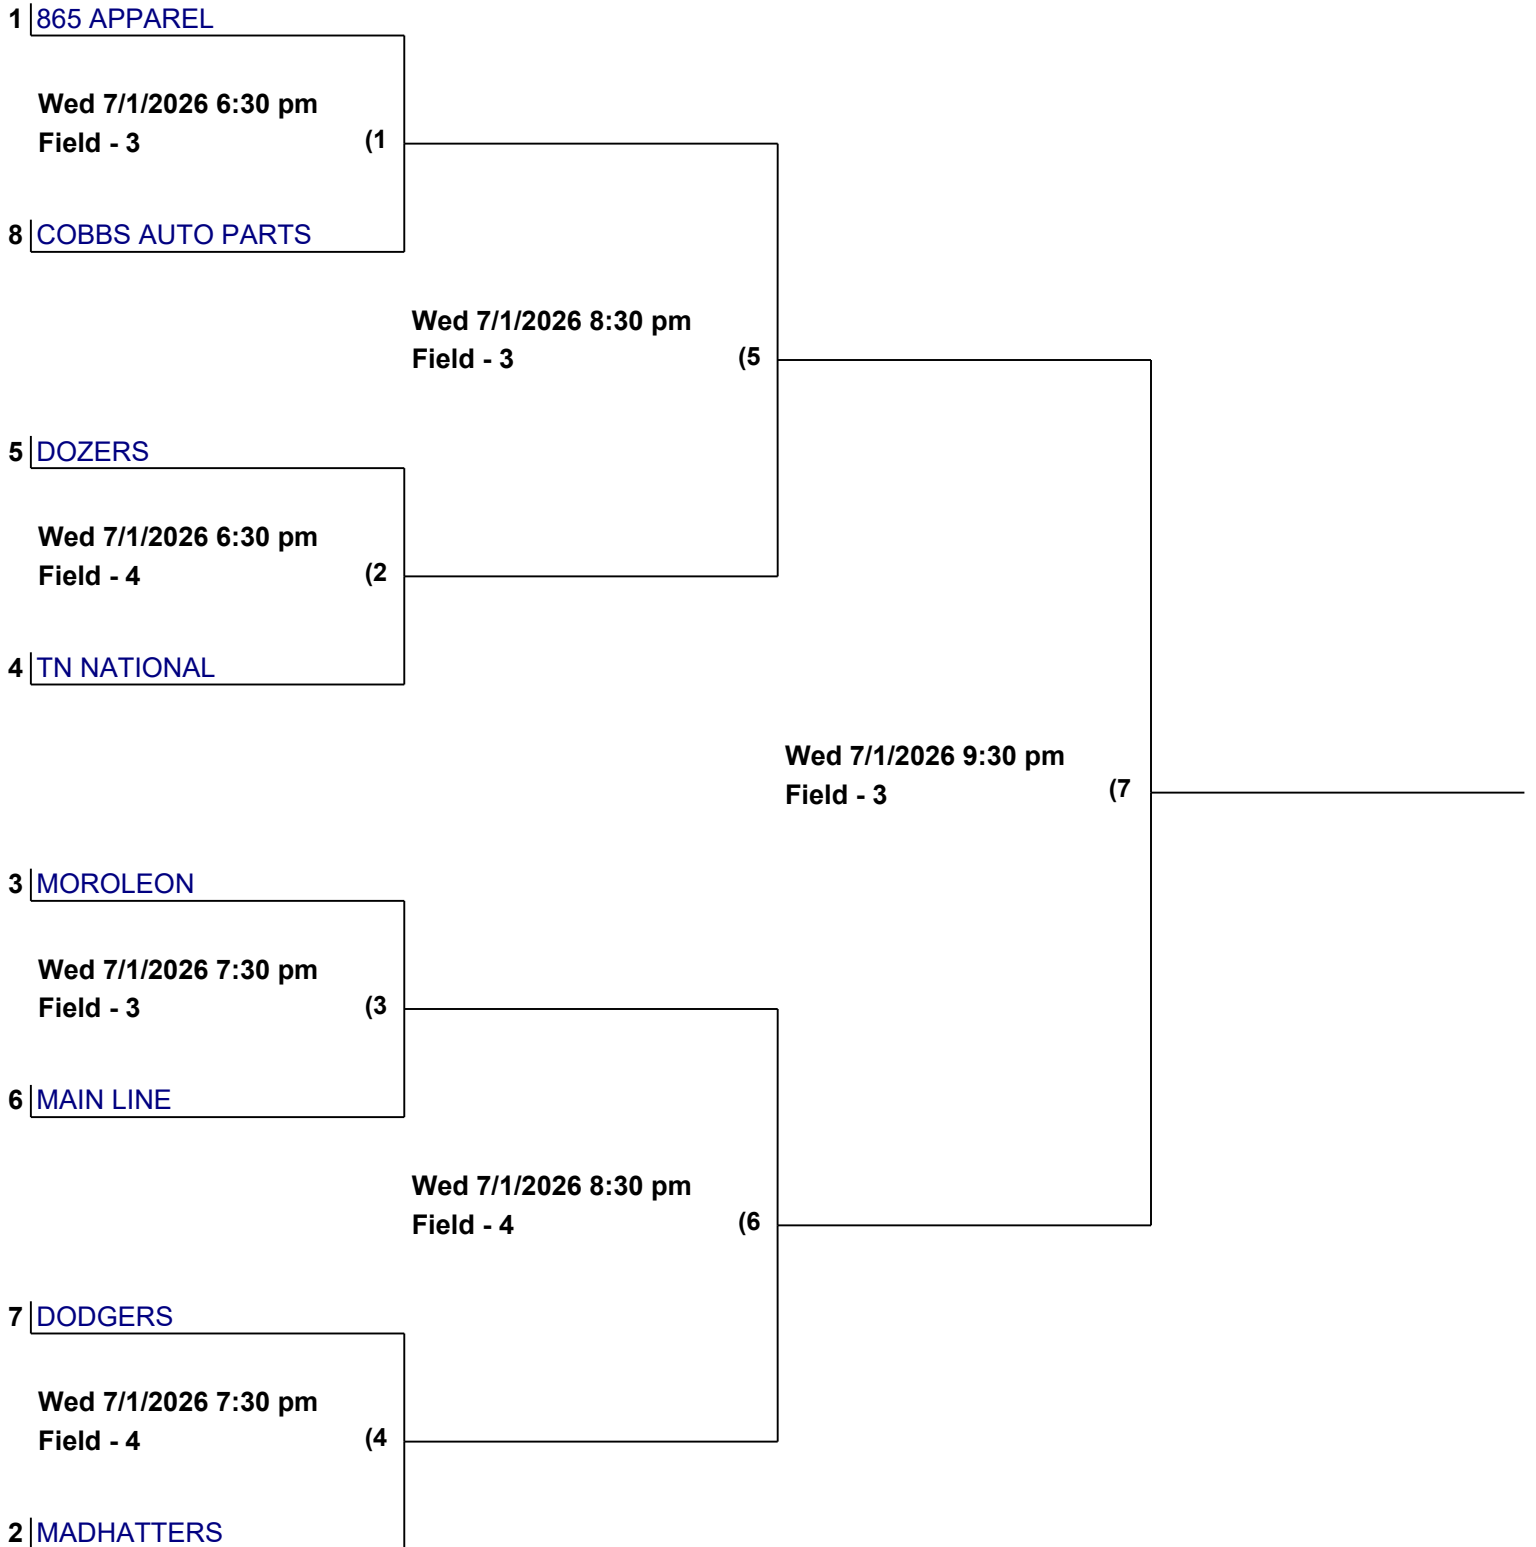 1 865 APPAREL
Wed 7/1/2026 6:30 pm
Field - 3 (1
8 COBBS AUTO PARTS
Wed 7/1/2026 8:30 pm
Field - 3 (5
5 DOZERS
Wed 7/1/2026 6:30 pm
Field - 4 (2
4 TN NATIONAL
Wed 7/1/2026 9:30 pm
Field - 3 (7
3 MOROLEON
Wed 7/1/2026 7:30 pm
Field - 3 (3
6 MAIN LINE
Wed 7/1/2026 8:30 pm
Field - 4 (6
7 DODGERS
Wed 7/1/2026 7:30 pm
Field - 4 (4
2 MADHATTERS